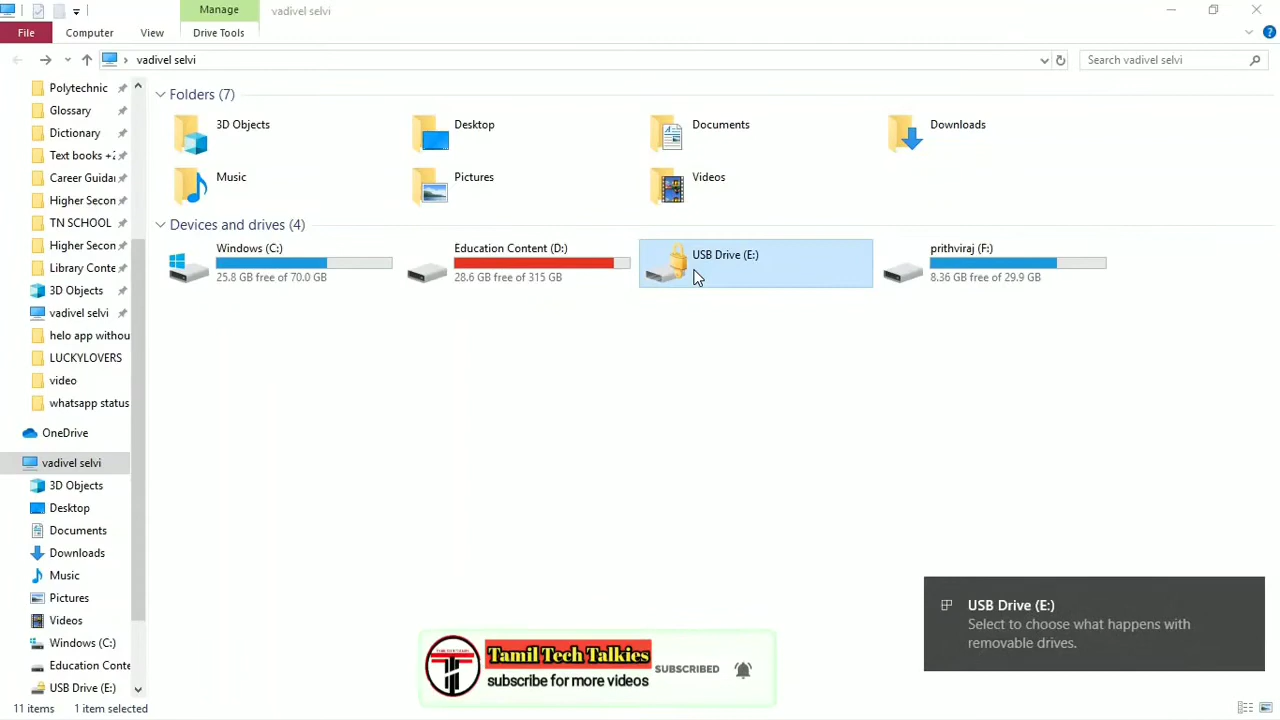 Manage
vadivel selvi
File
Computer
View
Drive Tools
vadivel selvi
Search vadivel selvi
Polytechnic
Glossary
Dictionary
Text books +2
Career Guidar
Higher Secon
TN SCHOOL
Higher Secon
Library Conte
3D Objects
vadivel selvi
helo app withou
LUCKYLOVERS
video
whatsapp status
OneDrive
vadivel selvi
3D Objects
Desktop
Documents
Downloads
Music
Pictures
Videos
Windows (C:)
Education Conte
USB Drive (E:)
Folders (7)
3D Objects
Desktop
Documents
Downloads
Music
Pictures
Videos
Devices and drives (4)
Windows (C:)
25.8 GB free of 70.0 GB
Education Content (D:)
28.6 GB free of 315 GB
USB Drive (E:)
prithviraj (F:)
8.36 GB free of 29.9 GB
USB Drive (E:)
Select to choose what happens with
removable drives.
Tamil Tech Talkies
subscribe for more videos
SUBSCRIBED
11 items
1 item selected